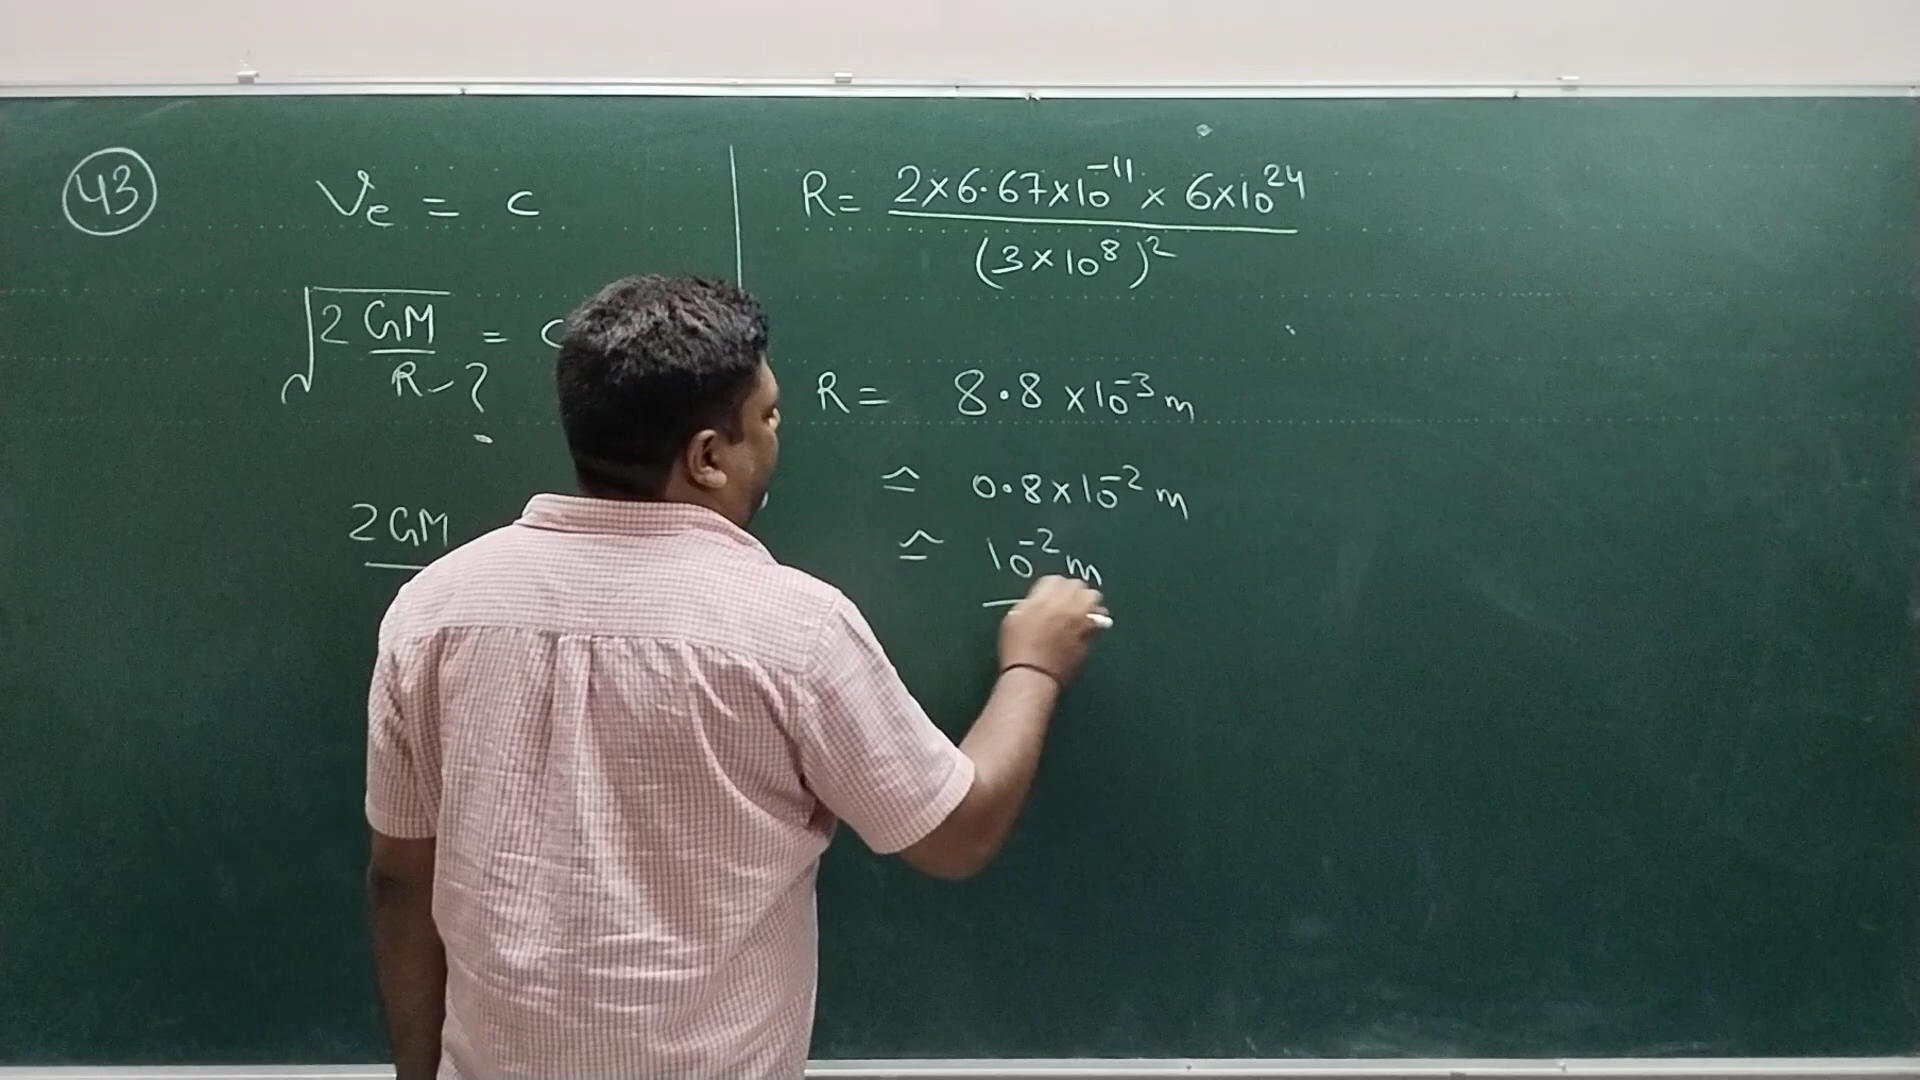 43
Ve = c
√2GM/R-? = c
2GM
R = 2×6.67×10⁻¹¹ × 6×10²⁴ / (3×10⁸)²
R = 8.8×10⁻³ m
≃ 0.8×10⁻² m
≃ 10⁻² m